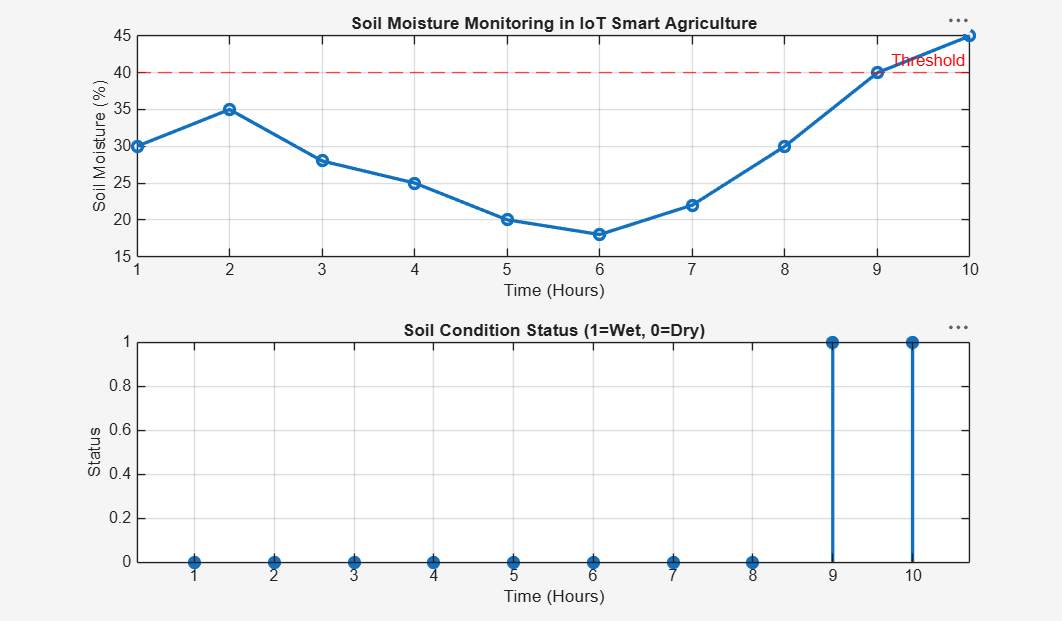 Soil Moisture Monitoring in IoT Smart Agriculture
45
40
35
30
25
20
15
Soil Moisture (%)
Threshold
1 2 3 4 5 6 7 8 9 10
Time (Hours)
Soil Condition Status (1=Wet, 0=Dry)
1
0.8
0.6
0.4
0.2
0
Status
1 2 3 4 5 6 7 8 9 10
Time (Hours)